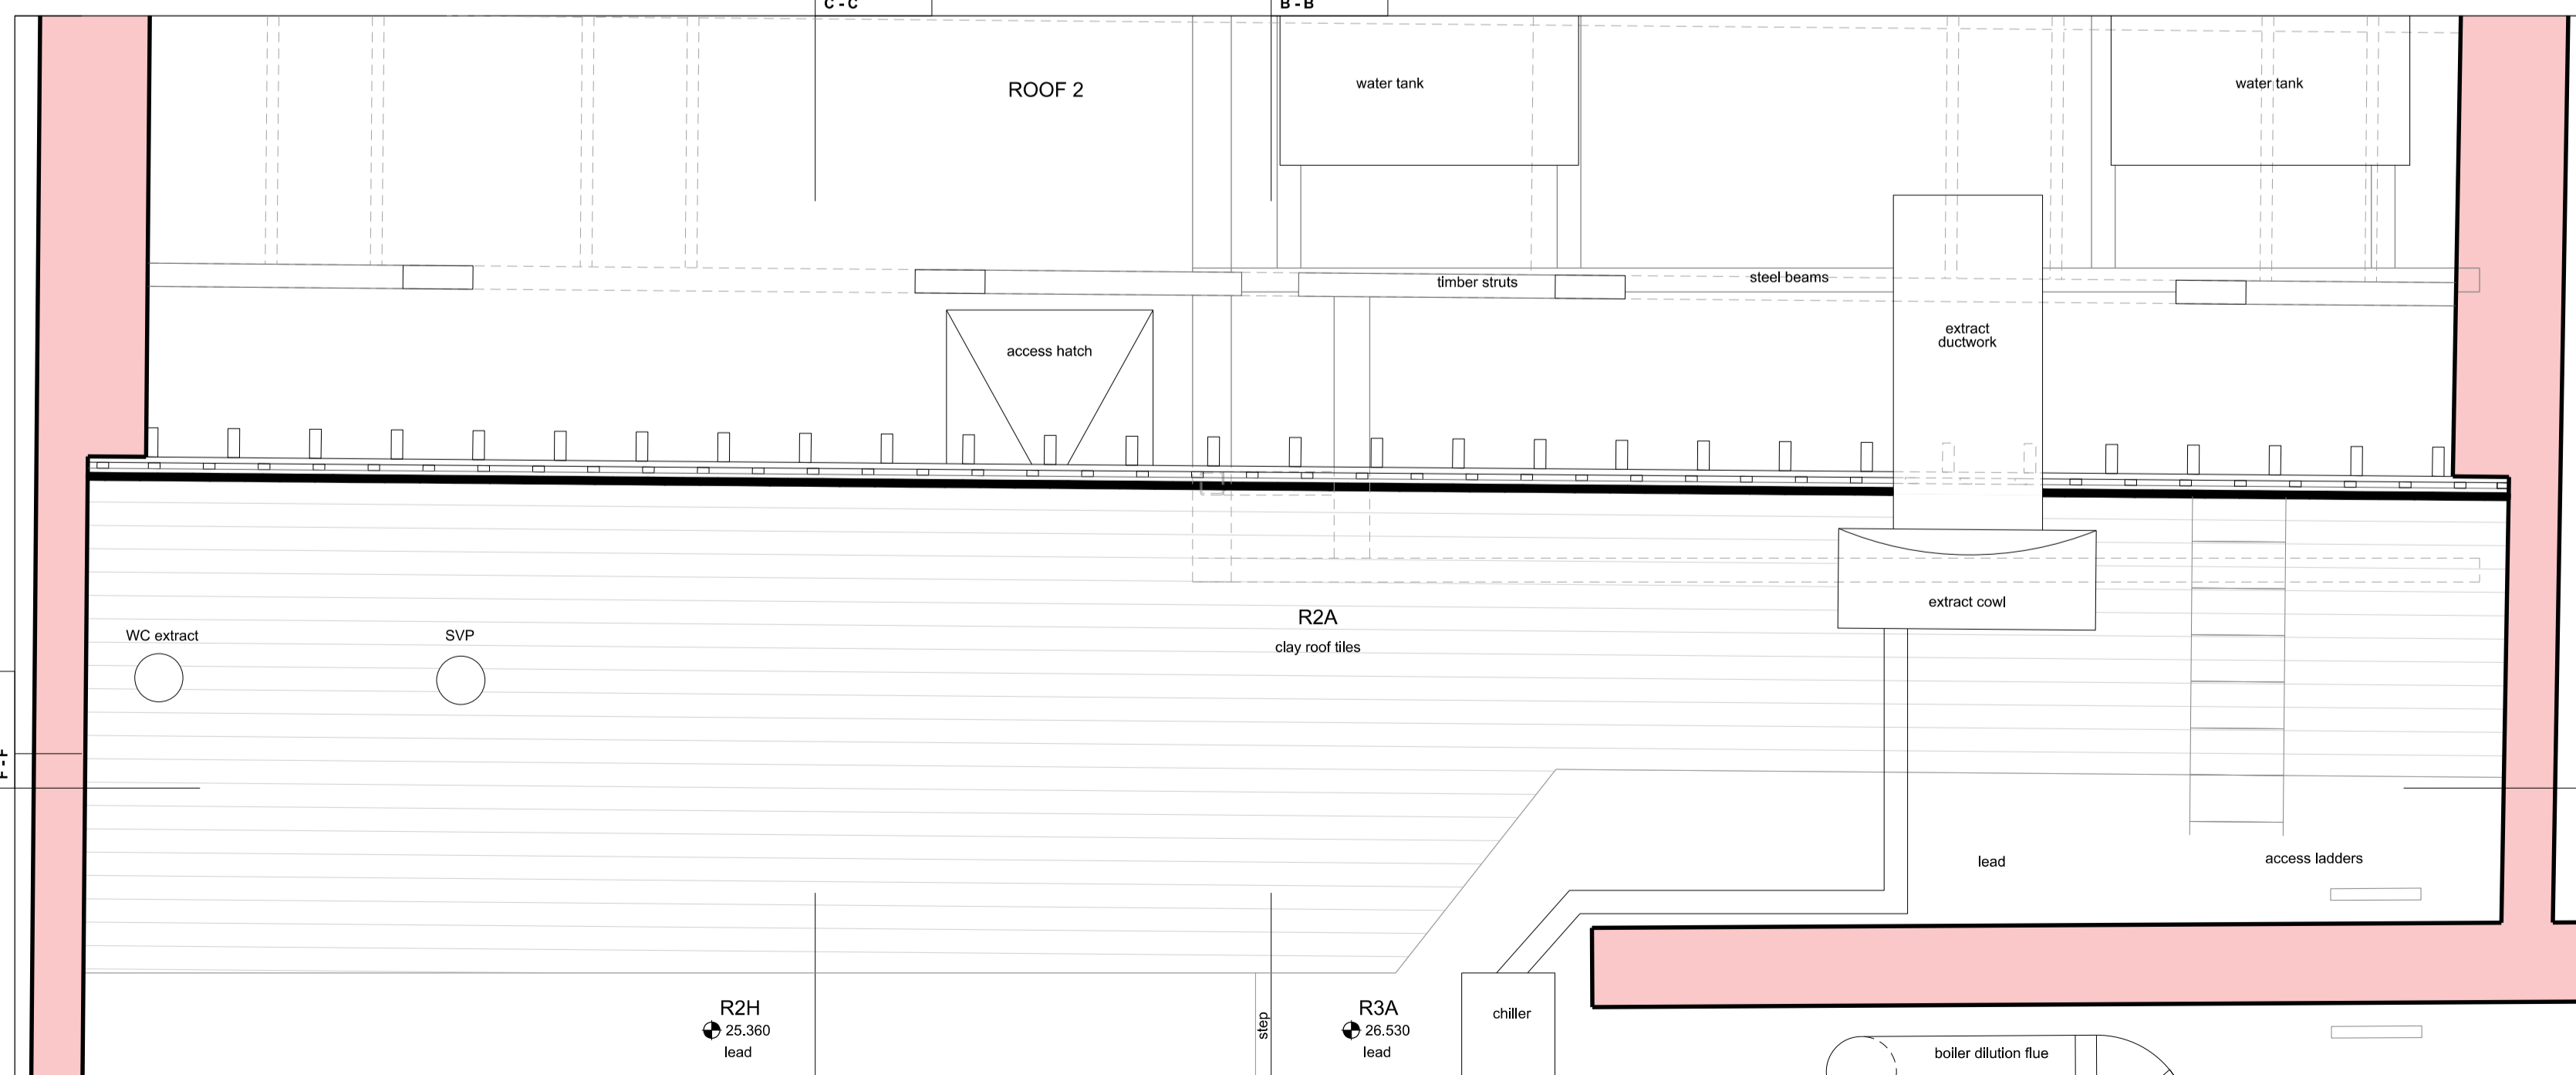 C - C
B - B
ROOF 2
water tank
water tank
timber struts
steel beams
access hatch
extract
ductwork
extract cowl
R2A
clay roof tiles
WC extract
SVP
F - F
lead
access ladders
R2H
25.360
lead
step
R3A
26.530
lead
chiller
boiler dilution flue